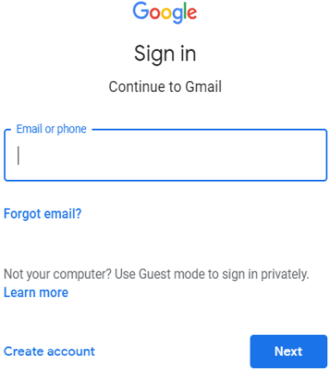 Google
Sign in
Continue to Gmail
Email or phone
Forgot email?
Not your computer? Use Guest mode to sign in privately.
Learn more
Create account
Next